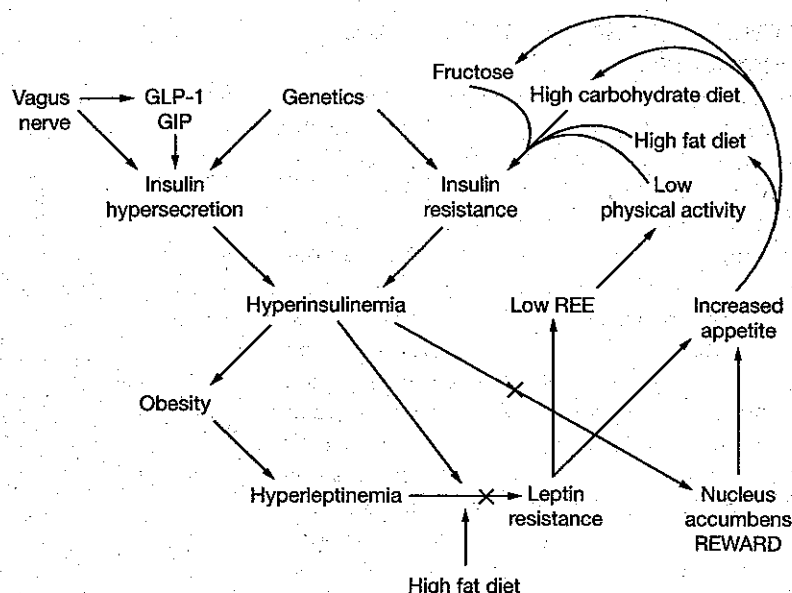 Fructose
Vagus
nerve
GLP-1
GIP
Genetics
High carbohydrate diet
High fat diet
Insulin
hypersecretion
Insulin
resistance
Low
physical activity
Hyperinsulinemia
Low REE
Increased
appetite
Obesity
Hyperleptinemia
Leptin
resistance
Nucleus
accumbens
REWARD
High fat diet